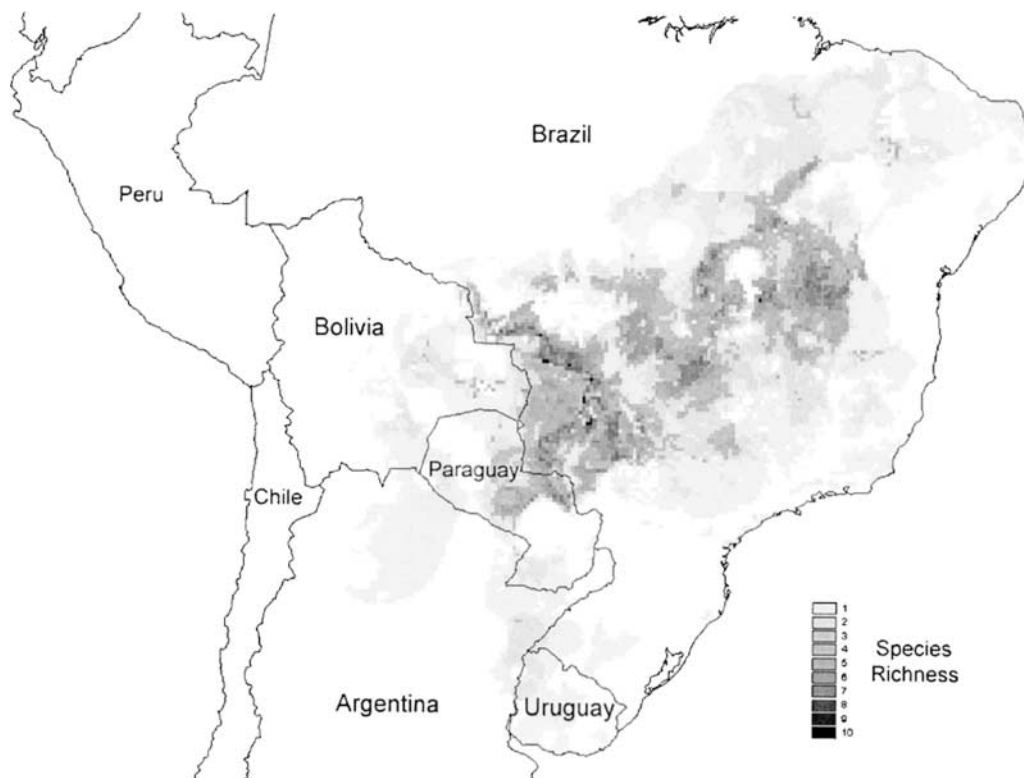 Brazil
Peru
Bolivia
Paraguay
Chile
Argentina
Uruguay
1
2
3
4
5
6
7
8
9
10
Species
Richness